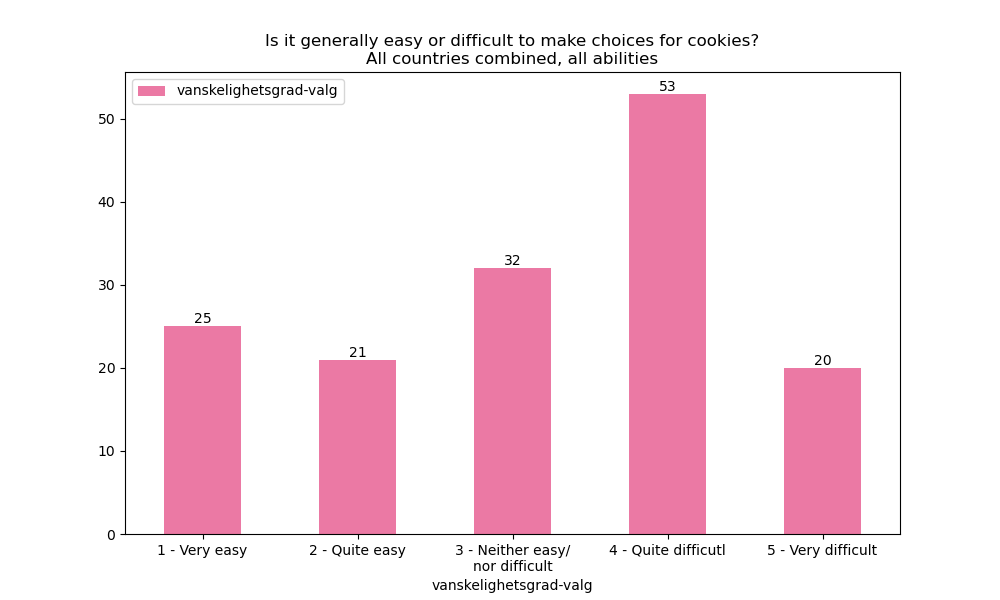 Is it generally easy or difficult to make choices for cookies?
All countries combined, all abilities
vanskelighetsgrad-valg
50
40
30
20
10
0
25
21
32
53
20
1 - Very easy
2 - Quite easy
3 - Neither easy/
nor difficult
4 - Quite difficutl
5 - Very difficult
vanskelighetsgrad-valg